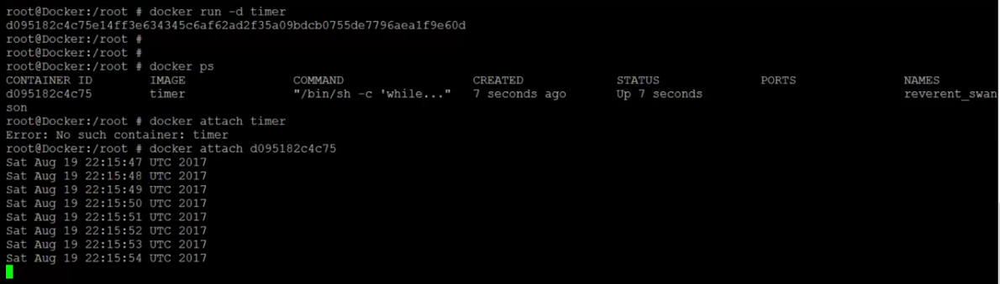 root@Docker:/root # docker run -d timer
d095182c4c75e14ff3e634345c6af62ad2f35a09bdcb0755de7796aea1f9e60d
root@Docker:/root #
root@Docker:/root #
root@Docker:/root # docker ps
CONTAINER ID        IMAGE               COMMAND                  CREATED             STATUS              PORTS               NAMES
d095182c4c75        timer               "/bin/sh -c 'while..."   7 seconds ago       Up 7 seconds                            reverent_swan
son
root@Docker:/root # docker attach timer
Error: No such container: timer
root@Docker:/root # docker attach d095182c4c75
Sat Aug 19 22:15:47 UTC 2017
Sat Aug 19 22:15:48 UTC 2017
Sat Aug 19 22:15:49 UTC 2017
Sat Aug 19 22:15:50 UTC 2017
Sat Aug 19 22:15:51 UTC 2017
Sat Aug 19 22:15:52 UTC 2017
Sat Aug 19 22:15:53 UTC 2017
Sat Aug 19 22:15:54 UTC 2017